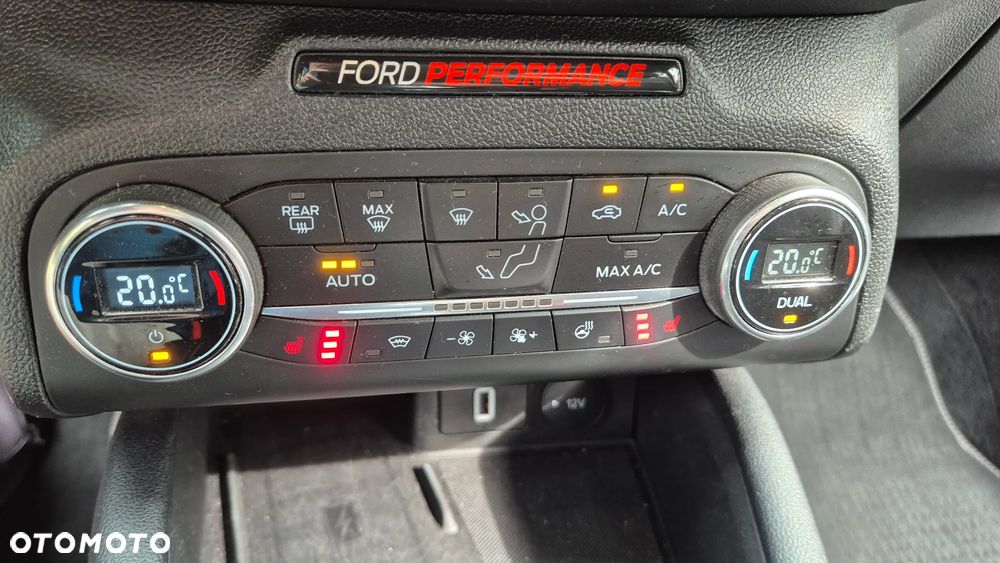 FORD PERFORMANCE
REAR
MAX
A/C
AUTO
MAX A/C
20.0°C
20.0°C
DUAL
- +
12V
OTOMOTO